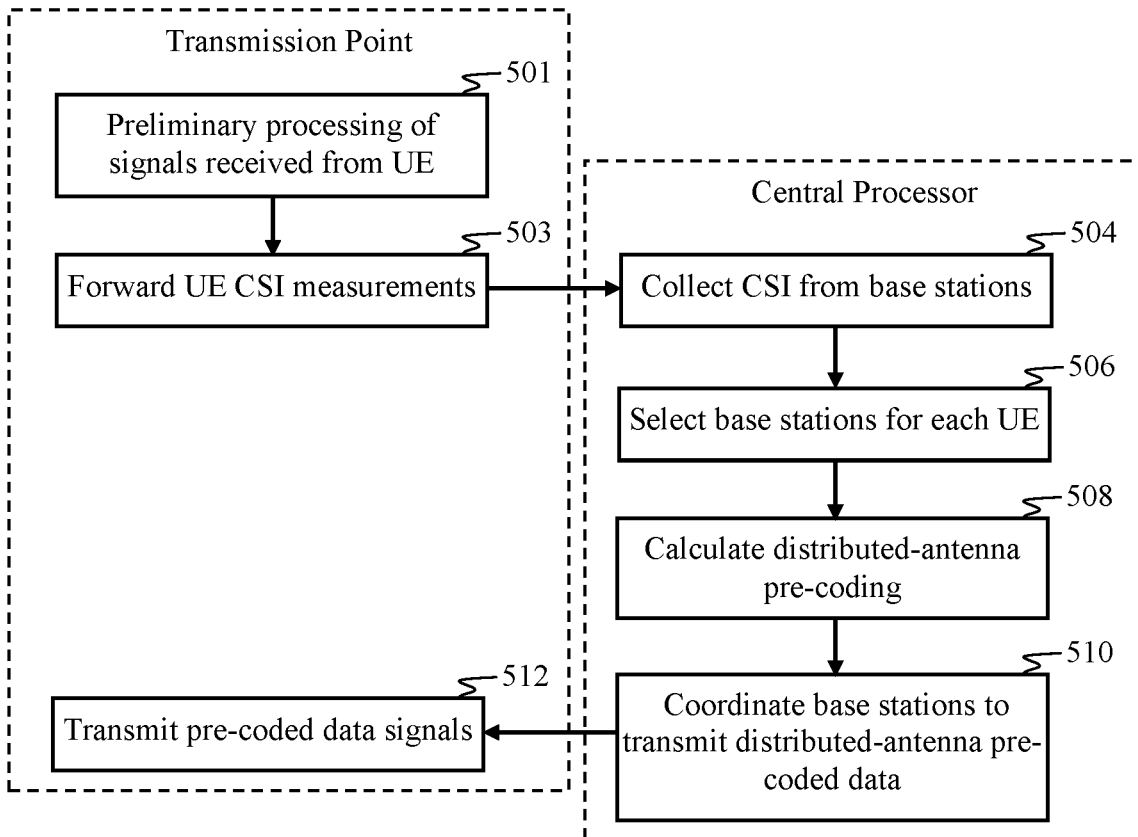 Transmission Point
501
Preliminary processing of
signals received from UE
503
Forward UE CSI measurements
Central Processor
504
Collect CSI from base stations
506
Select base stations for each UE
508
Calculate distributed-antenna
pre-coding
510
Coordinate base stations to
transmit distributed-antenna pre-
coded data
512
Transmit pre-coded data signals